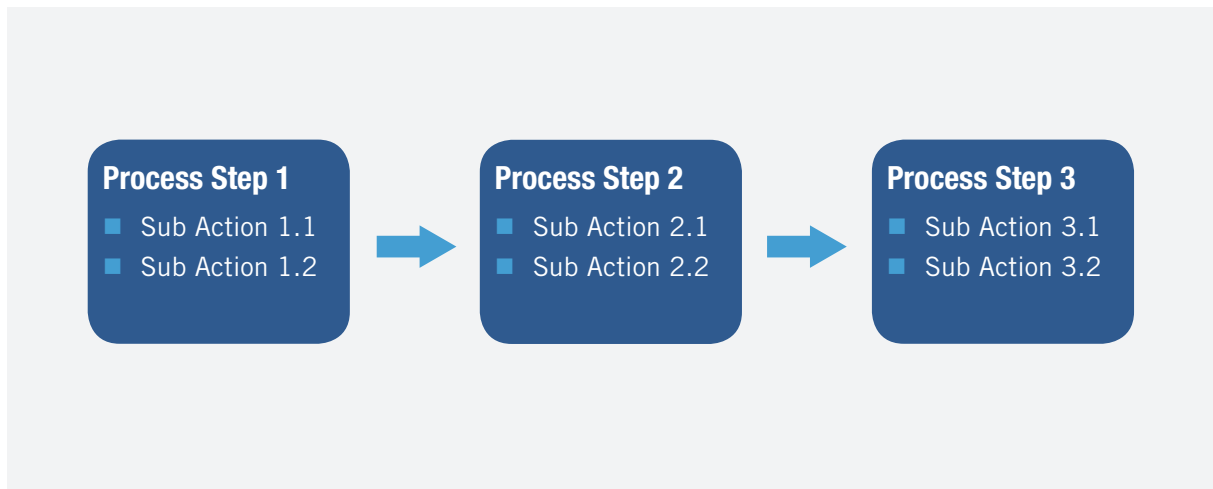 Process Step 1
Sub Action 1.1
Sub Action 1.2
Process Step 2
Sub Action 2.1
Sub Action 2.2
Process Step 3
Sub Action 3.1
Sub Action 3.2